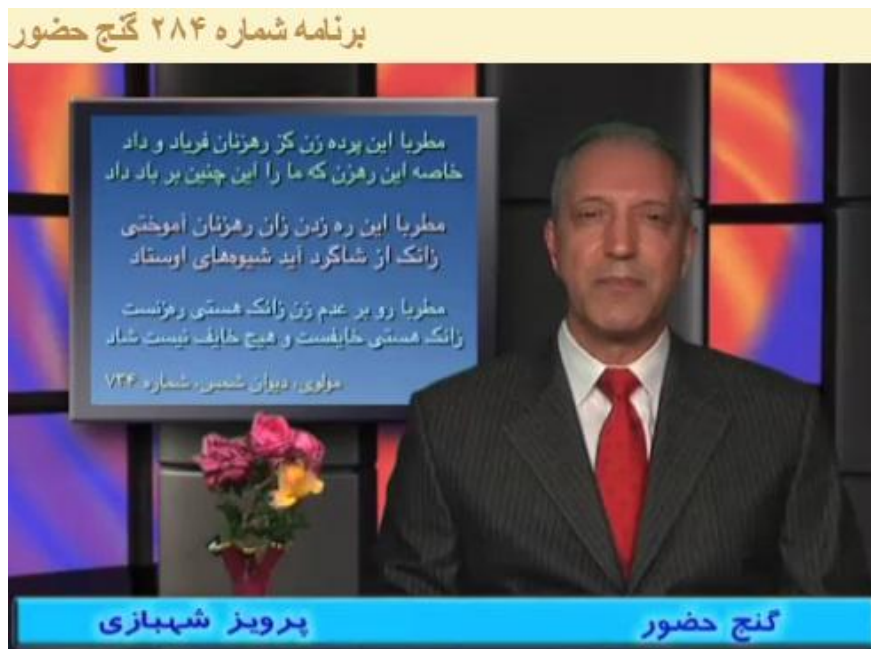 برنامه شماره ۲۸۴ گنج حضور
مطربا این پرده زن کز رهزنان فریاد و داد
خاصه این رهزن که ما را این چنین بر باد داد
مطربا این ره زدن زان رهزنان آموختی
زانک از شاگرد آید شیوه‌های اوستاد
مطربا رو بر عدم زن زانک هستی رهزنست
زانک هستی خایفست و هیچ خایف نیست شاد
مولوی، دیوان شمس، شماره ۷۳۴
گنج حضور
پرویز شهبازی